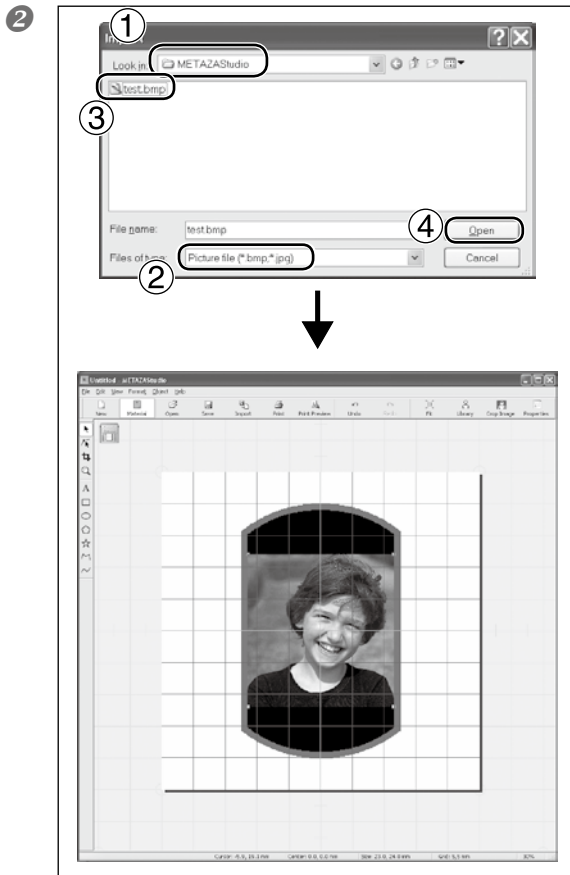 2
1
Look in: METAZAStudio
test.bmp
3
File name: test.bmp
4
Open
Files of type: Picture file (*.bmp,*.jpg)
Cancel
2
Untitled - METAZAStudio
File Edit View Format Object Help
New Material Open Save Import Print Print Preview Undo Fit Library Crop Image Properties
A